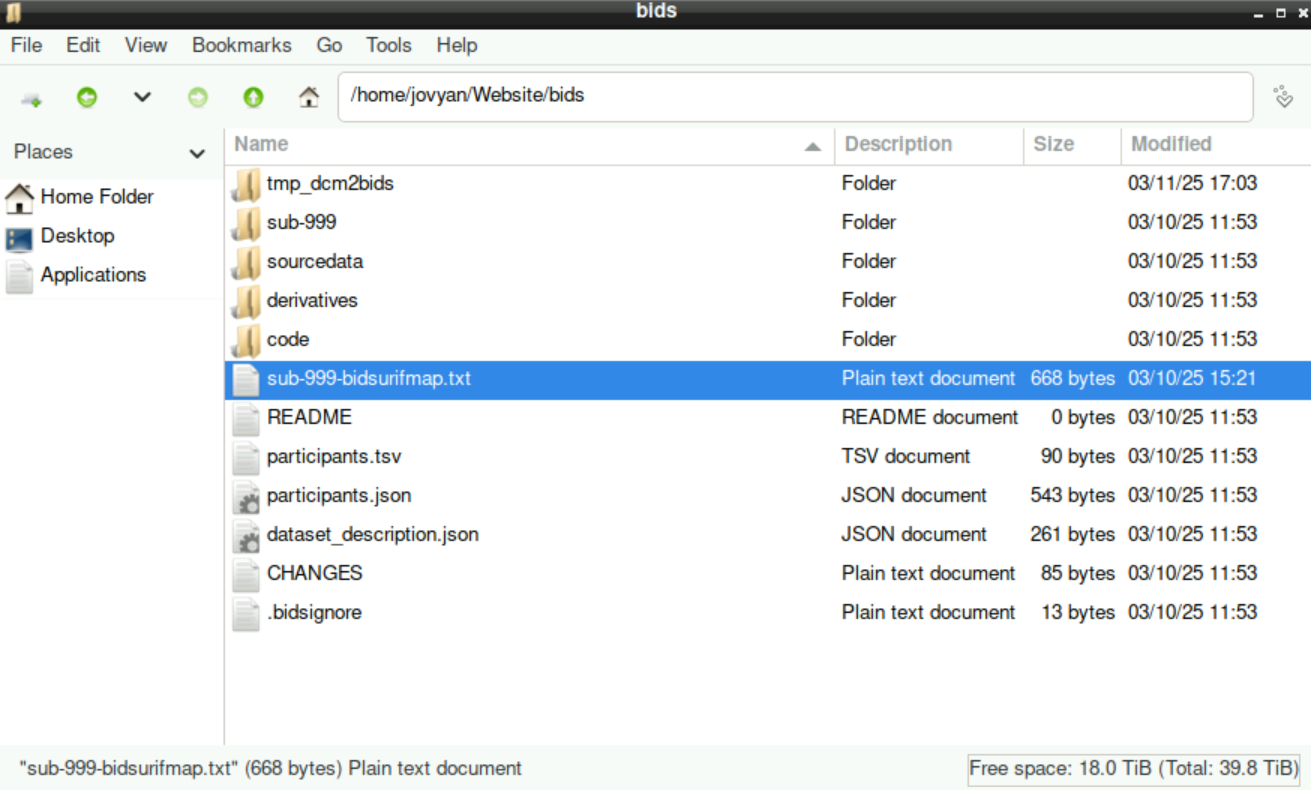 bids
File Edit View Bookmarks Go Tools Help
/home/jovyan/Website/bids
Places
Home Folder
Desktop
Applications
Name Description Size Modified
tmp_dcm2bids Folder 03/11/25 17:03
sub-999 Folder 03/10/25 11:53
sourcedata Folder 03/10/25 11:53
derivatives Folder 03/10/25 11:53
code Folder 03/10/25 11:53
sub-999-bidsurifmap.txt Plain text document 668 bytes 03/10/25 15:21
README README document 0 bytes 03/10/25 11:53
participants.tsv TSV document 90 bytes 03/10/25 11:53
participants.json JSON document 543 bytes 03/10/25 11:53
dataset_description.json JSON document 261 bytes 03/10/25 11:53
CHANGES Plain text document 85 bytes 03/10/25 11:53
.bidsignore Plain text document 13 bytes 03/10/25 11:53
"sub-999-bidsurifmap.txt" (668 bytes) Plain text document Free space: 18.0 TiB (Total: 39.8 TiB)